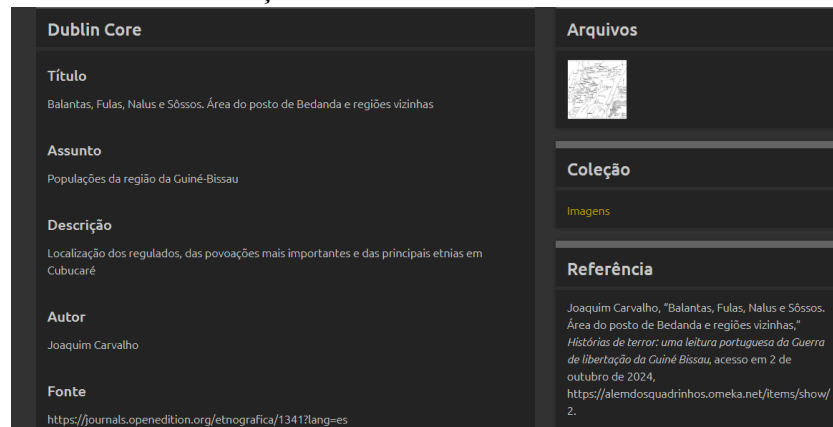 Dublin Core
Título
Balantas, Fulas, Nalus e Sôssos. Área do posto de Bedanda e regiões vizinhas
Assunto
Populações da região da Guiné-Bissau
Descrição
Localização dos regulados, das povoações mais importantes e das principais etnias em
Cubucaré
Autor
Joaquim Carvalho
Fonte
https://journals.openedition.org/etnografica/1341?lang=es
Arquivos
Coleção
Imagens
Referência
Joaquim Carvalho, “Balantas, Fulas, Nalus e Sôssos.
Área do posto de Bedanda e regiões vizinhas,”
Histórias de terror: uma leitura portuguesa da Guerra
de libertação da Guiné Bissau, acesso em 2 de
outubro de 2024,
https://alemdosquadrinhos.omeka.net/items/show/
2.